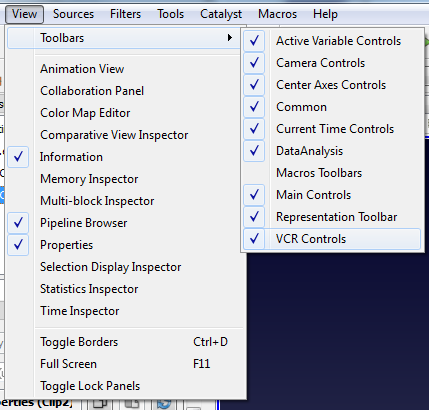 View Sources Filters Tools Catalyst Macros Help
Toolbars
Animation View
Collaboration Panel
Color Map Editor
Comparative View Inspector
Information
Memory Inspector
Multi-block Inspector
Pipeline Browser
Properties
Selection Display Inspector
Statistics Inspector
Time Inspector
Toggle Borders Ctrl+D
Full Screen F11
Toggle Lock Panels
Active Variable Controls
Camera Controls
Center Axes Controls
Common
Current Time Controls
DataAnalysis
Macros Toolbars
Main Controls
Representation Toolbar
VCR Controls
perties (Clip2)